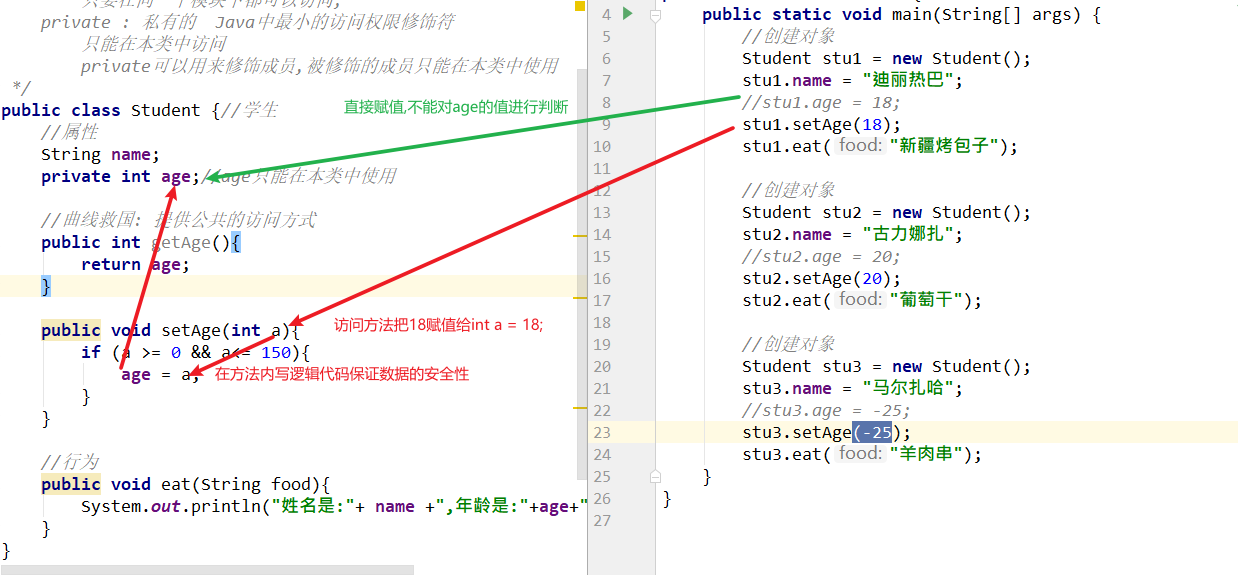 private : 私有的 Java中最小的访问权限修饰符
只能在本类中访问
private可以用来修饰成员,被修饰的成员只能在本类中使用
*/
public class Student {//学生
//属性
String name;
private int age;//age只能在本类中使用
//曲线救国: 提供公共的访问方式
public int getAge(){
return age;
}
public void setAge(int a){
if (a >= 0 && a<= 150){
age = a;
}
}
//行为
public void eat(String food){
System.out.println("姓名是:"+ name +",年龄是:"+age+"
}
}
直接赋值,不能对age的值进行判断
访问方法把18赋值给int a = 18;
在方法内写逻辑代码保证数据的安全性
4 public static void main(String[] args) {
5 //创建对象
6 Student stu1 = new Student();
7 stu1.name = "迪丽热巴";
8 //stu1.age = 18;
9 stu1.setAge(18);
10 stu1.eat( food: "新疆烤包子");
11
12 //创建对象
13 Student stu2 = new Student();
14 stu2.name = "古力娜扎";
15 //stu2.age = 20;
16 stu2.setAge(20);
17 stu2.eat( food: "葡萄干");
18
19 //创建对象
20 Student stu3 = new Student();
21 stu3.name = "马尔扎哈";
22 //stu3.age = -25;
23 stu3.setAge(-25);
24 stu3.eat( food: "羊肉串");
25 }
26 }
27